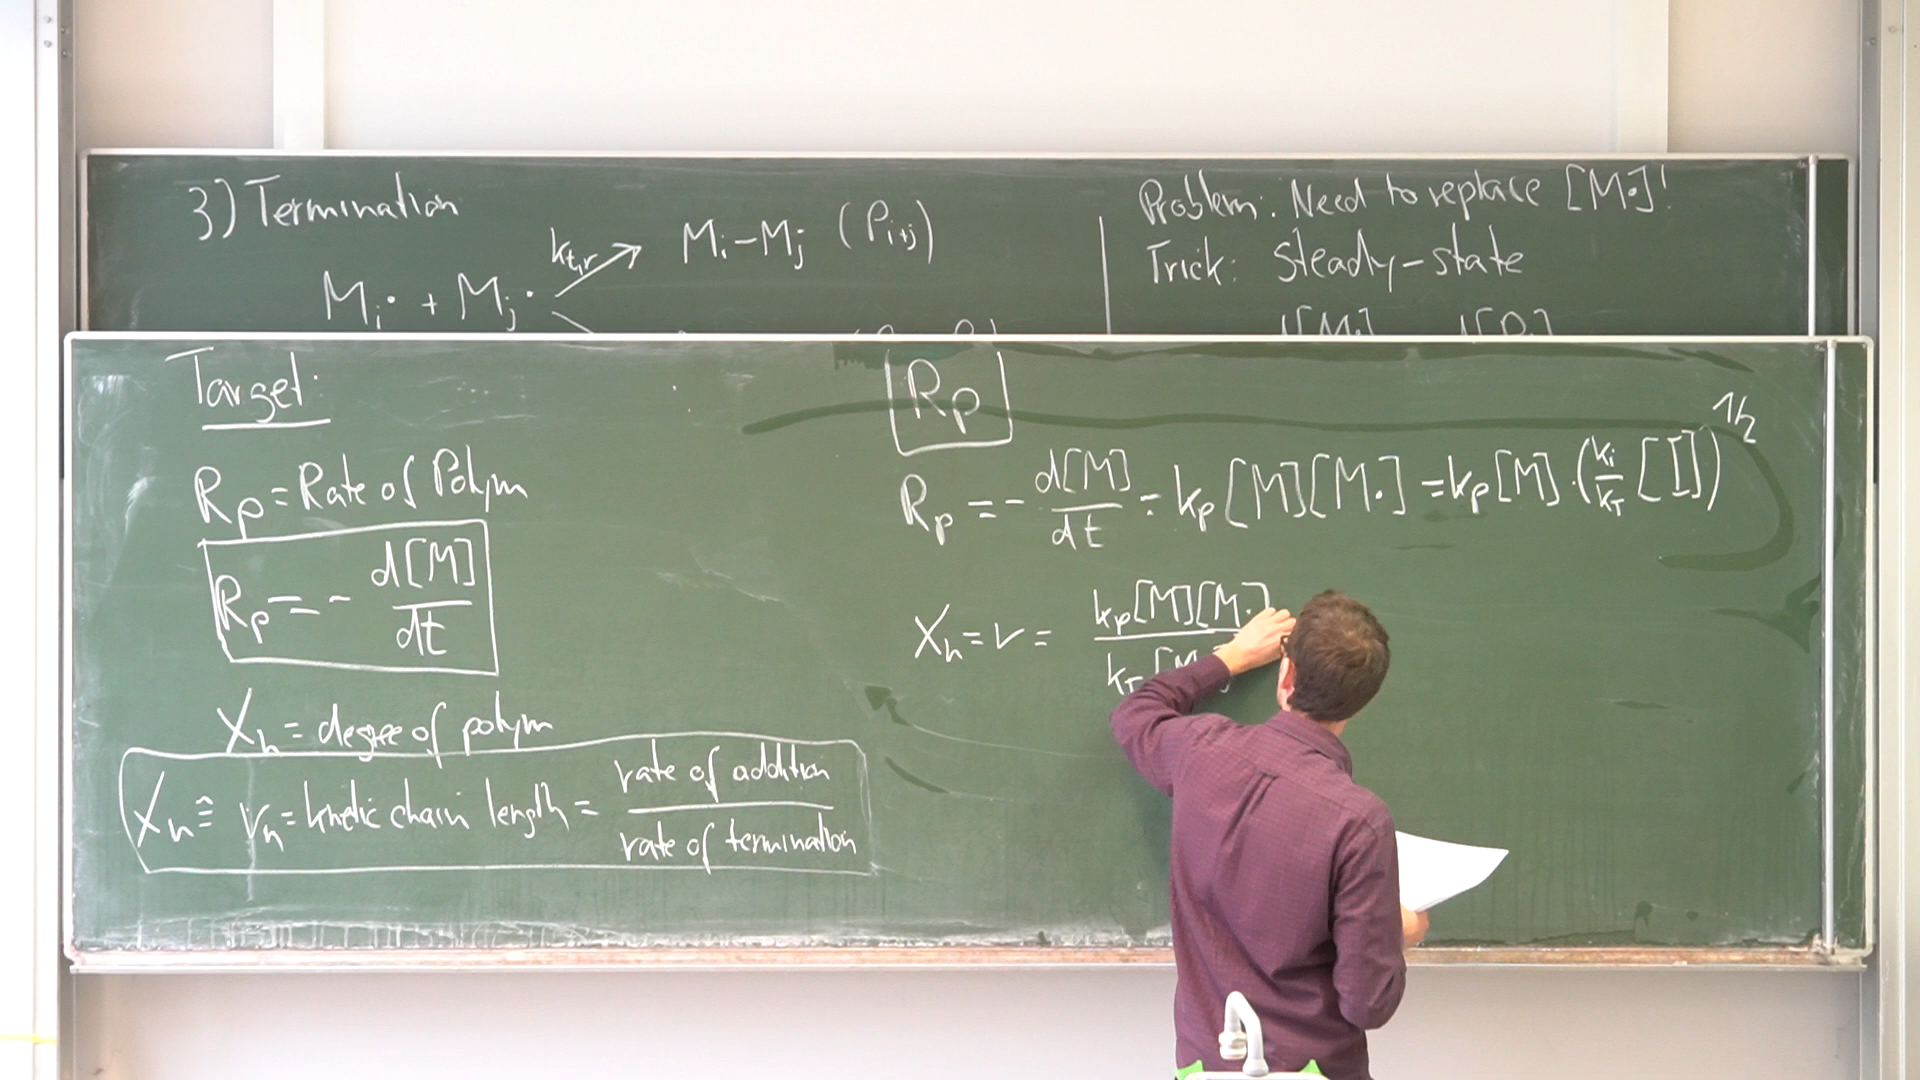 3) Termination
Mi• + Mj•
kt,r
Mi–Mj (Pi+j)
Problem: Need to replace [M•]!
Trick: Steady-state
Target:
Rp = Rate of Polym
Rp = - d[M]/dt
Xn = degree of polym
Xn ≙ νn = kinetic chain length = rate of addition / rate of termination
Rp
Rp = - d[M]/dt = kp [M][M•] = kp[M]·(ki/kT [I])^1/2
Xn = ν = kp[M][M•] / kT